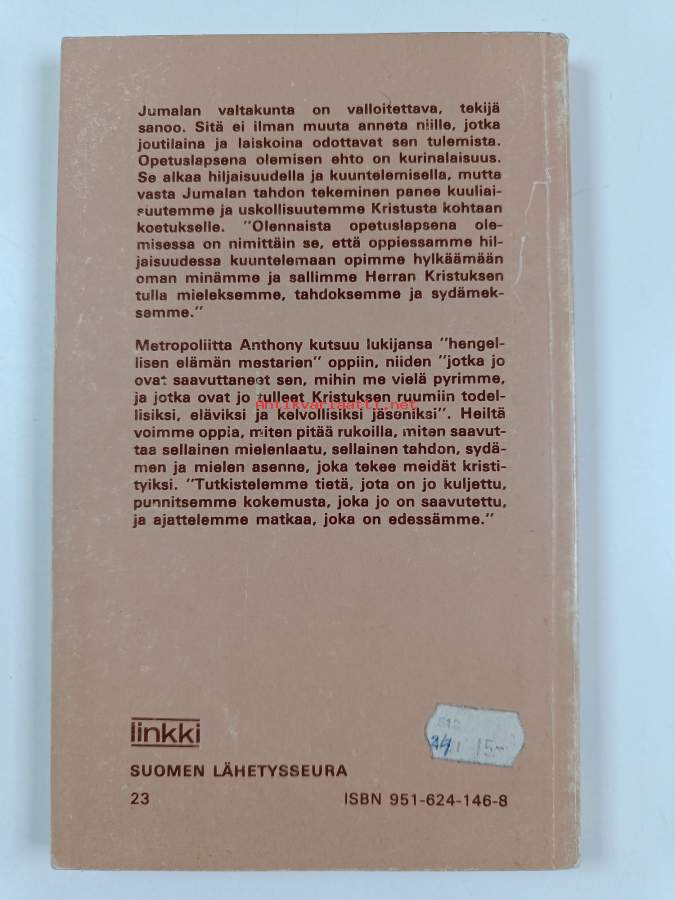 Jumalan valtakunta on valloitettava, tekijä
sanoo. Sitä ei ilman muuta anneta niille, jotka
joutilaina ja laiskoina odottavat sen tulemista.
Opetuslapsena olemisen ehto on kurinalaisuus.
Se alkaa hiljaisuudella ja kuuntelemisella, mutta
vasta Jumalan tahdon tekeminen panee kuuliai-
suutemme ja uskollisuutemme Kristusta kohtaan
koetukselle. "Olennaista opetuslapsena ole-
misessa on nimittäin se, että oppiessamme hil-
jaisuudessa kuuntelemaan opimme hylkäämään
oman minämme ja sallimme Herran Kristuksen
tulla mieleksemme, tahdoksemme ja sydämek-
semme."
Metropoliitta Anthony kutsuu lukijansa "hengel-
lisen elämän mestarien" oppiin, niiden "jotka jo
ovat saavuttaneet sen, mihin me vielä pyrimme,
ja jotka ovat jo tulleet Kristuksen ruumiin todel-
Antikvariaatti.net
lisiksi, eläviksi ja kelvollisiksi jäseniksi". Heiltä
voimme oppia, miten pitää rukoilla, miten saavut-
taa sellainen mielenlaatu, sellainen tahdon, sydä-
men ja mielen asenne, joka tekee meidät kristi-
tyiksi. "Tutkistelemme tietä, jota on jo kuljettu,
punnitsemme kokemusta, joka jo on saavutettu,
ja ajattelemme matkaa, joka on edessämme."
linkki
512
24 15,-
SUOMEN LÄHETYSSEURA
23 ISBN 951-624-146-8